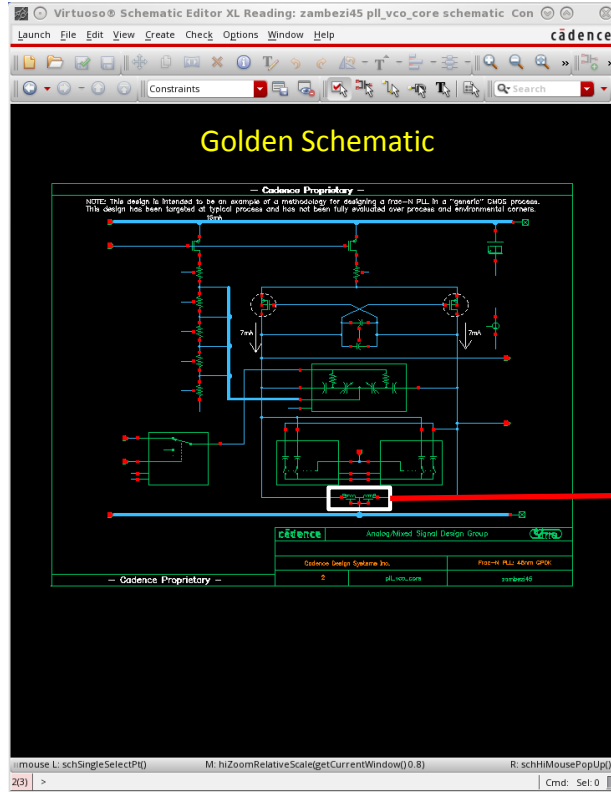 Virtuoso® Schematic Editor XL Reading: zambezi45 pll_vco_core schematic Con
Launch File Edit View Create Check Options Window Help
cādence
Constraints
Search
Golden Schematic
— Cadence Proprietary —
NOTE: This design is intended to be an example of a methodology for designing a frac-N PLL in a "generic" CMOS process.
This design has been targeted at typical process and has not been fully evaluated over process and environmental corners.
7mA
7mA
cādence
Analog/Mixed Signal Design Group
Cadence Design Systems Inc.
Frac-N PLL: 45nm GPDK
2
pll_vco_core
zambezi45
— Cadence Proprietary —
mouse L: schSingleSelectPt()
M: hiZoomRelativeScale(getCurrentWindow() 0.8)
R: schHiMousePopUp()
2(3)
>
Cmd: Sel: 0